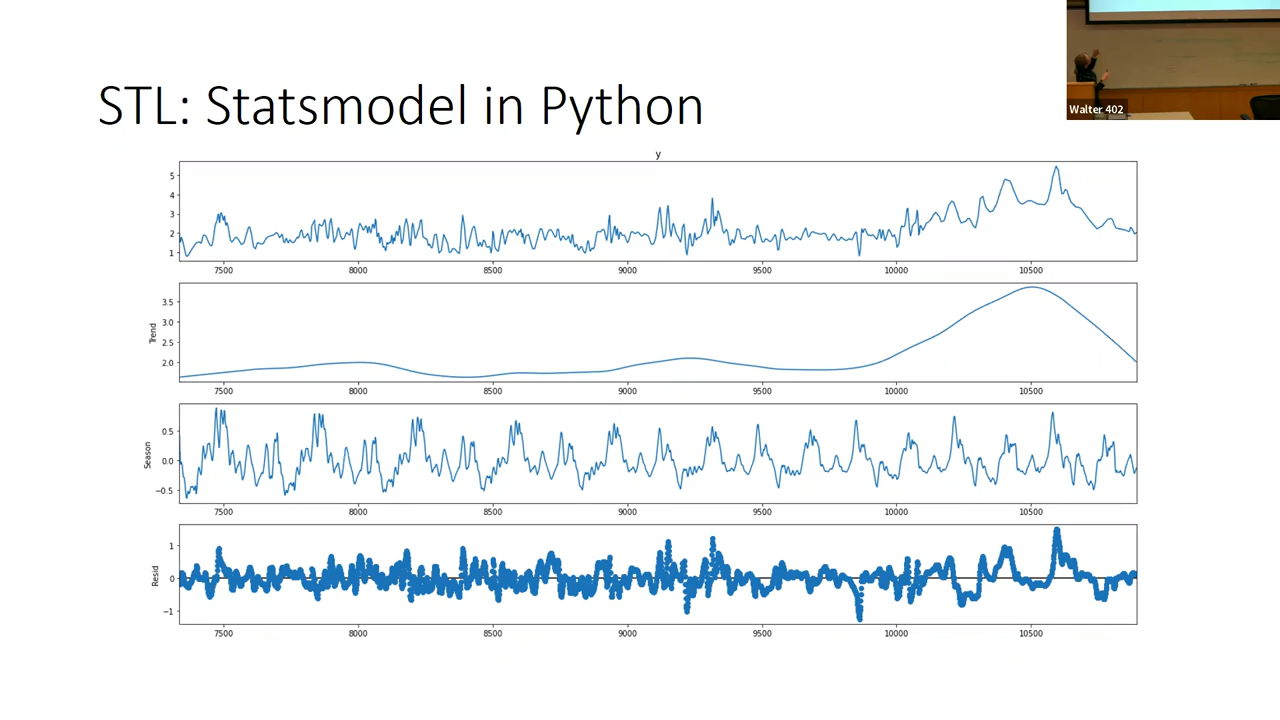 STL: Statsmodel in Python
Walter 402
y
5
4
3
2
1
7500 8000 8500 9000 9500 10000 10500
Trend
3.5
3.0
2.5
2.0
7500 8000 8500 9000 9500 10000 10500
Season
0.5
0.0
−0.5
7500 8000 8500 9000 9500 10000 10500
Resid
1
0
−1
7500 8000 8500 9000 9500 10000 10500